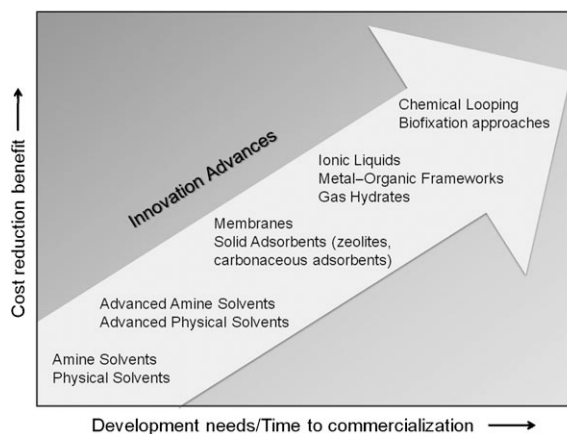 Cost reduction benefit
Innovation Advances
Chemical Looping
Biofixation approaches
Ionic Liquids
Metal–Organic Frameworks
Gas Hydrates
Membranes
Solid Adsorbents (zeolites,
carbonaceous adsorbents)
Advanced Amine Solvents
Advanced Physical Solvents
Amine Solvents
Physical Solvents
Development needs/Time to commercialization